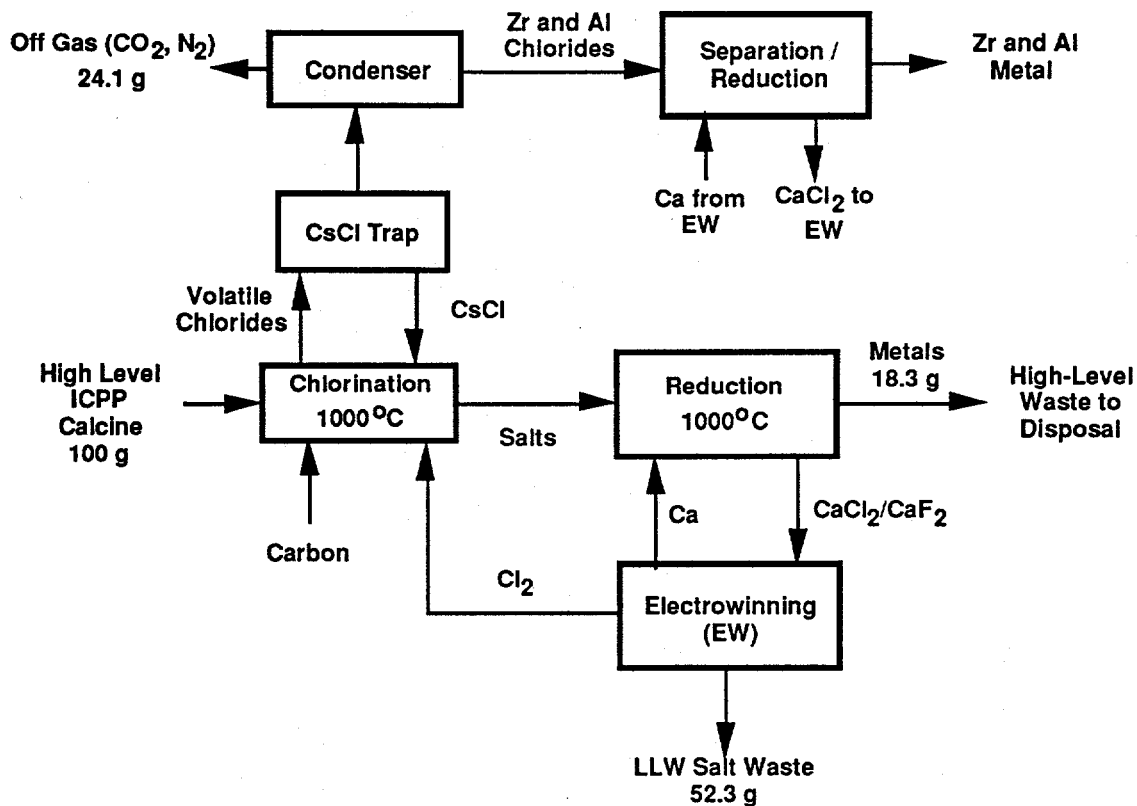 Off Gas (CO2, N2)
24.1 g
Condenser
Zr and Al
Chlorides
Separation /
Reduction
Zr and Al
Metal
Ca from
EW
CaCl2 to
EW
CsCl Trap
Volatile
Chlorides
CsCl
High Level
ICPP
Calcine
100 g
Chlorination
1000°C
Salts
Reduction
1000°C
Metals
18.3 g
High-Level
Waste to
Disposal
Carbon
Cl2
Ca
CaCl2/CaF2
Electrowinning
(EW)
LLW Salt Waste
52.3 g